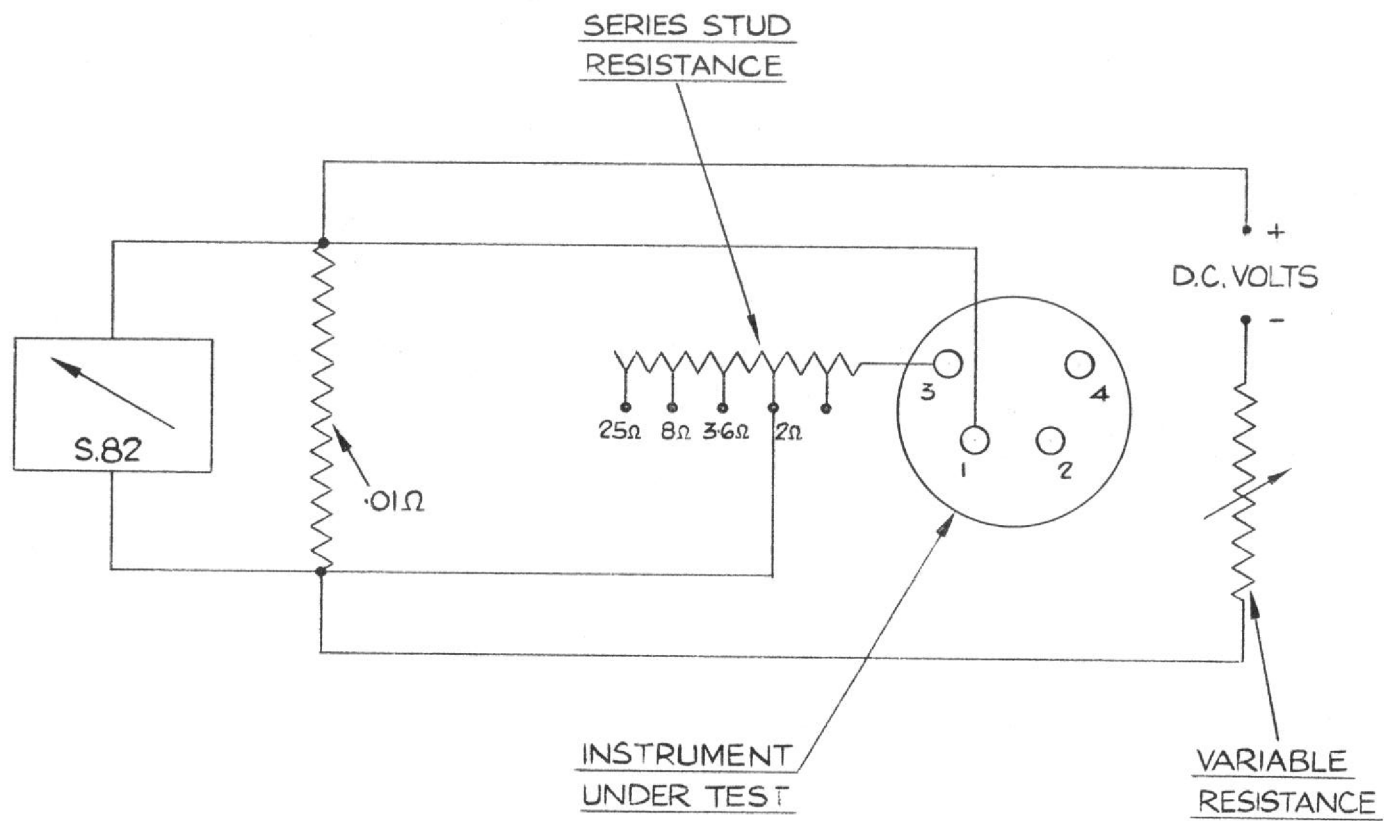 SERIES STUD
RESISTANCE
+
D.C. VOLTS
-
3
4
25Ω 8Ω 3.6Ω 2Ω
S.82
1
2
.01Ω
INSTRUMENT
UNDER TEST
VARIABLE
RESISTANCE